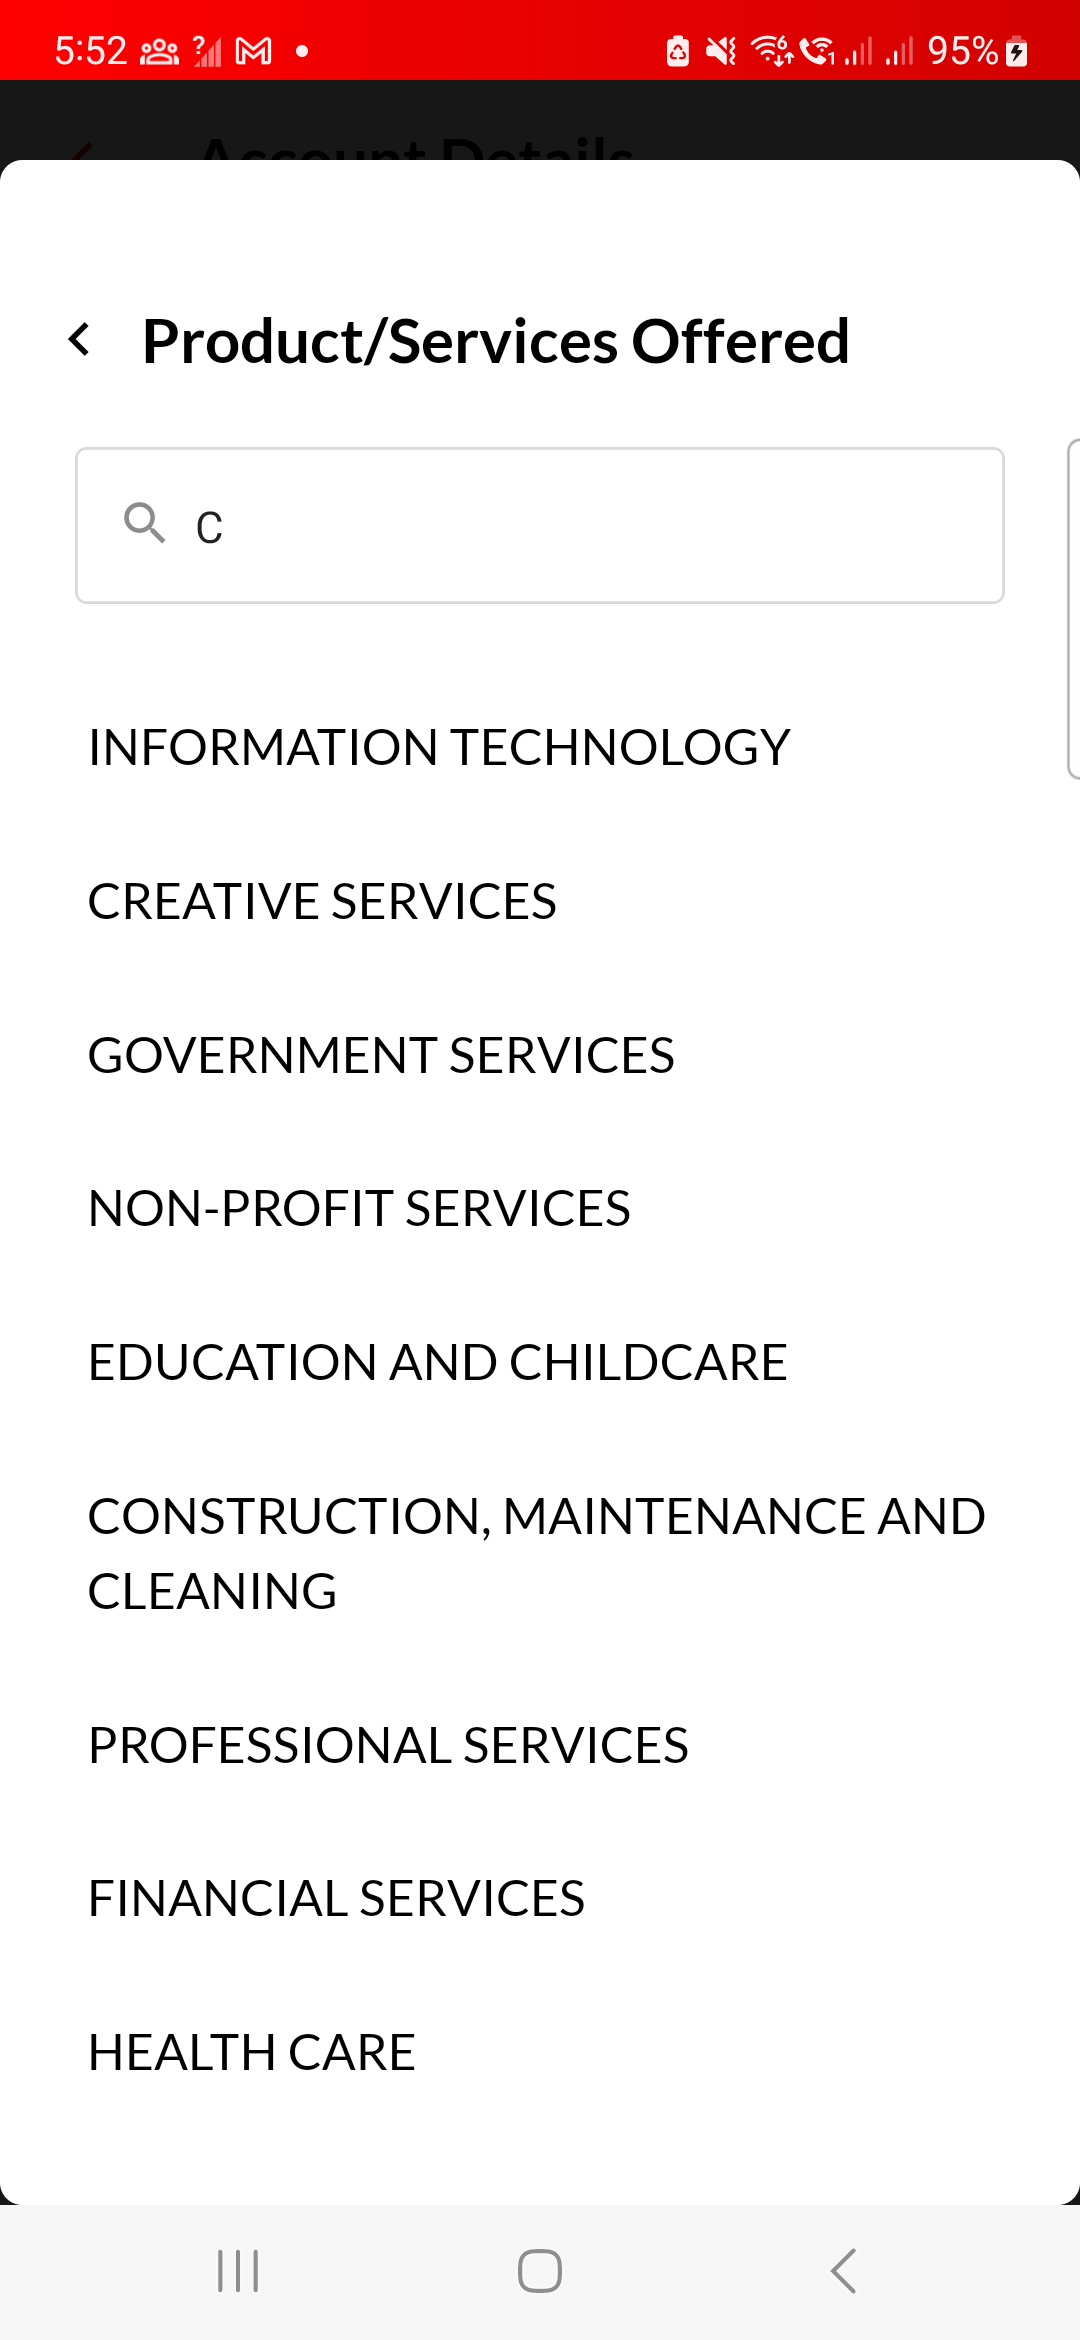 5:52
95%
Account Details
Product/Services Offered
C
INFORMATION TECHNOLOGY
CREATIVE SERVICES
GOVERNMENT SERVICES
NON-PROFIT SERVICES
EDUCATION AND CHILDCARE
CONSTRUCTION, MAINTENANCE AND
CLEANING
PROFESSIONAL SERVICES
FINANCIAL SERVICES
HEALTH CARE